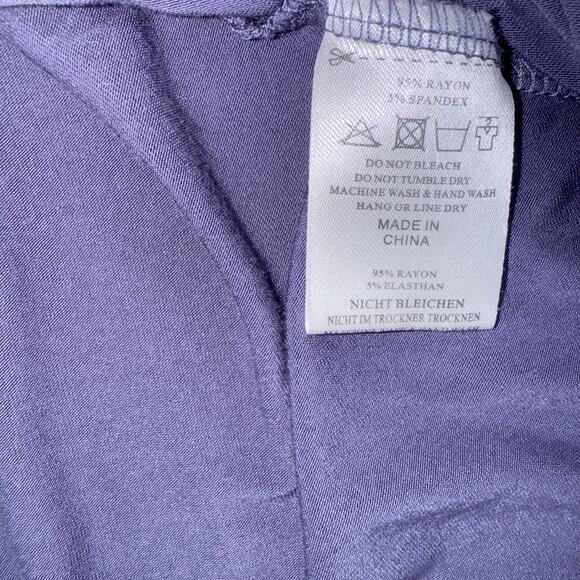 95% RAYON
5% SPANDEX
DO NOT BLEACH
DO NOT TUMBLE DRY
MACHINE WASH & HAND WASH
HANG OR LINE DRY
MADE IN
CHINA
95% RAYON
5% ELASTHAN
NICHT BLEICHEN
NICHT IM TROCKNER TROCKNEN